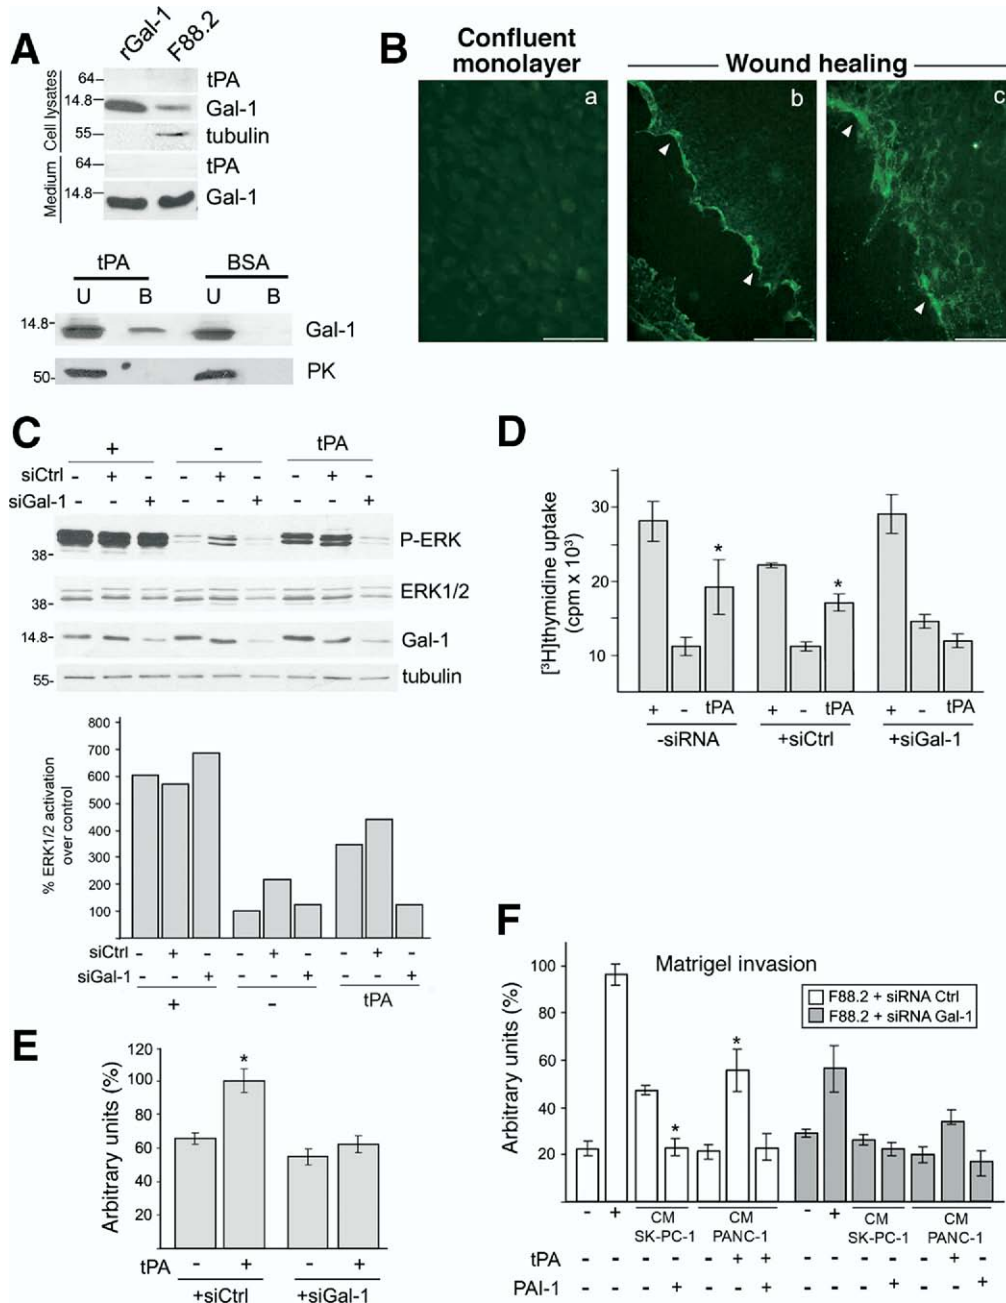 A
rGal-1 F88.2
Cell lysates
64 tPA
14.8 Gal-1
55 tubulin
Medium
64 tPA
14.8 Gal-1
tPA BSA
U B U B
14.8 Gal-1
50 PK
B
Confluent monolayer
Wound healing
a b c
C
+ - tPA
siCtrl - + - - + - - + -
siGal-1 - - + - - + - - +
38 P-ERK
38 ERK1/2
14.8 Gal-1
55 tubulin
% ERK1/2 activation over control
800
700
600
500
400
300
200
100
siCtrl - + - - + - - + -
siGal-1 - - + - - + - - +
+ - tPA
D
[³H]thymidine uptake (cpm x 10³)
30
20
10
* *
+ - tPA + - tPA + - tPA
-siRNA +siCtrl +siGal-1
E
Arbitrary units (%)
120
100
80
60
40
20
*
tPA - + - +
+siCtrl +siGal-1
F
Matrigel invasion
F88.2 + siRNA Ctrl
F88.2 + siRNA Gal-1
Arbitrary units (%)
100
80
60
40
20
* *
- + CM SK-PC-1 CM PANC-1 - + CM SK-PC-1 CM PANC-1
tPA - - - - - + + - - - - - + -
PAI-1 - - - + - - + - - - + - - +